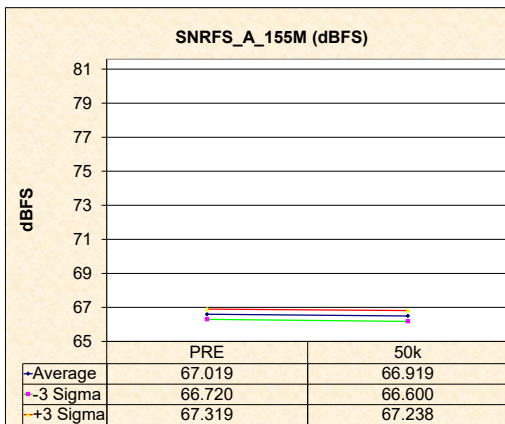 SNRFS_A_155M (dBFS)
81
79
77
75
73
71
69
67
65
dBFS
PRE 50k
Average 67.019 66.919
-3 Sigma 66.720 66.600
+3 Sigma 67.319 67.238